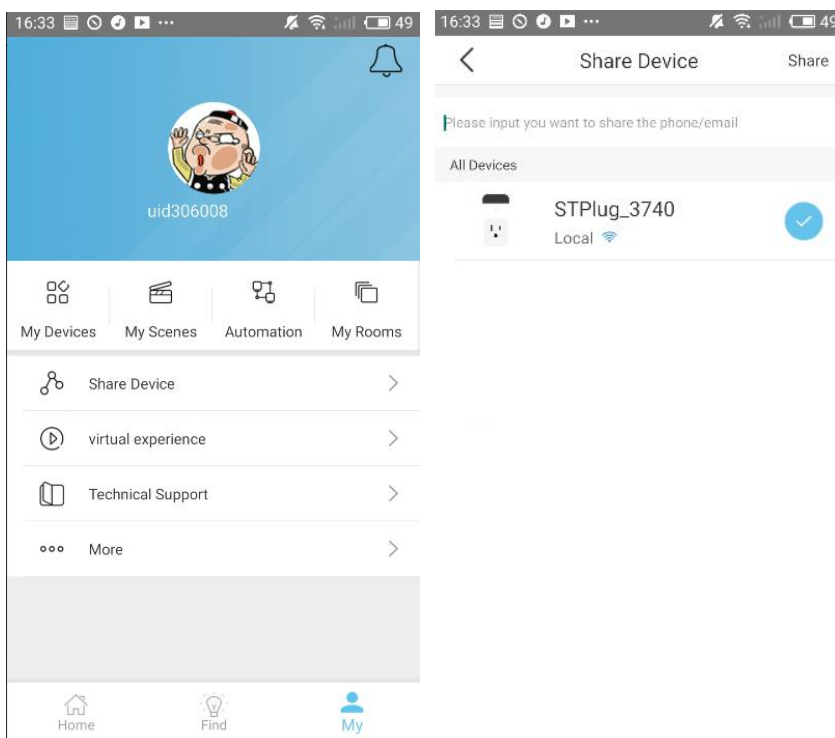 16:33 49
uid306008
My Devices My Scenes Automation My Rooms
Share Device
virtual experience
Technical Support
More
Home Find My
16:33 49
Share Device Share
Please input you want to share the phone/email
All Devices
STPlug_3740
Local